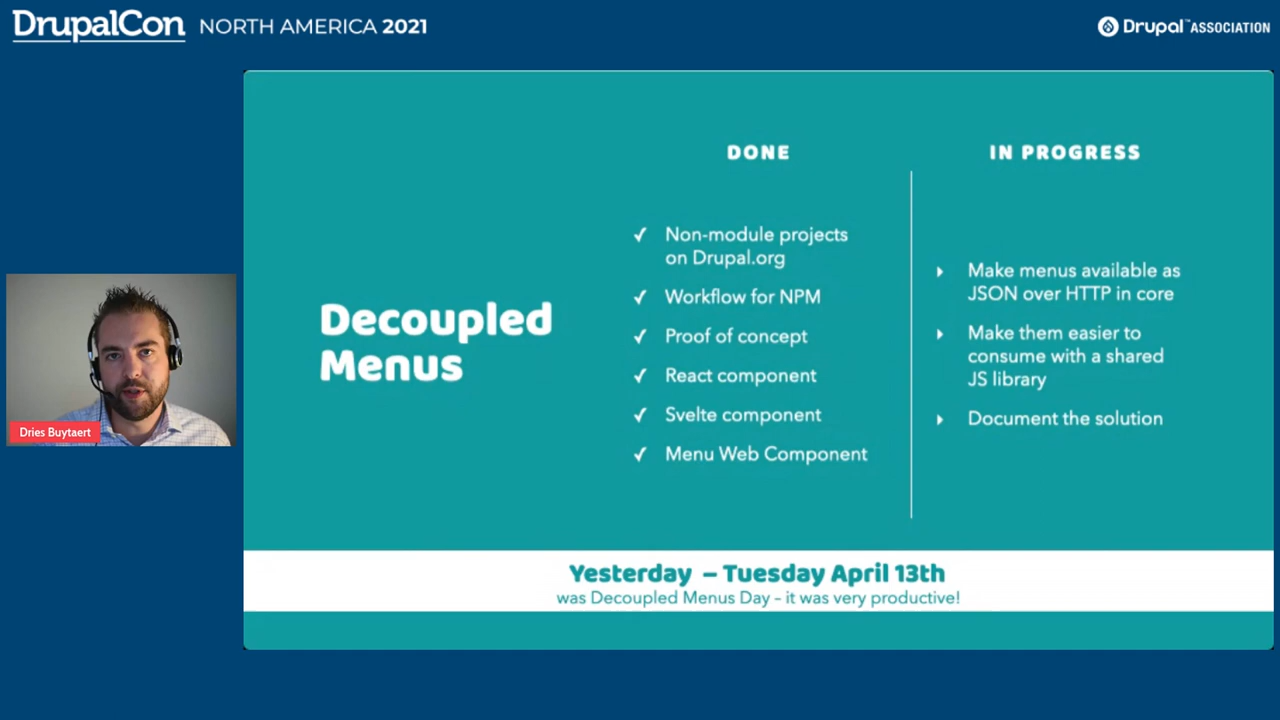 DrupalCon NORTH AMERICA 2021
Drupal™ ASSOCIATION
Decoupled
Menus
DONE
✓ Non-module projects
on Drupal.org
✓ Workflow for NPM
✓ Proof of concept
✓ React component
✓ Svelte component
✓ Menu Web Component
IN PROGRESS
Make menus available as
JSON over HTTP in core
Make them easier to
consume with a shared
JS library
Document the solution
Dries Buytaert
Yesterday – Tuesday April 13th
was Decoupled Menus Day – it was very productive!